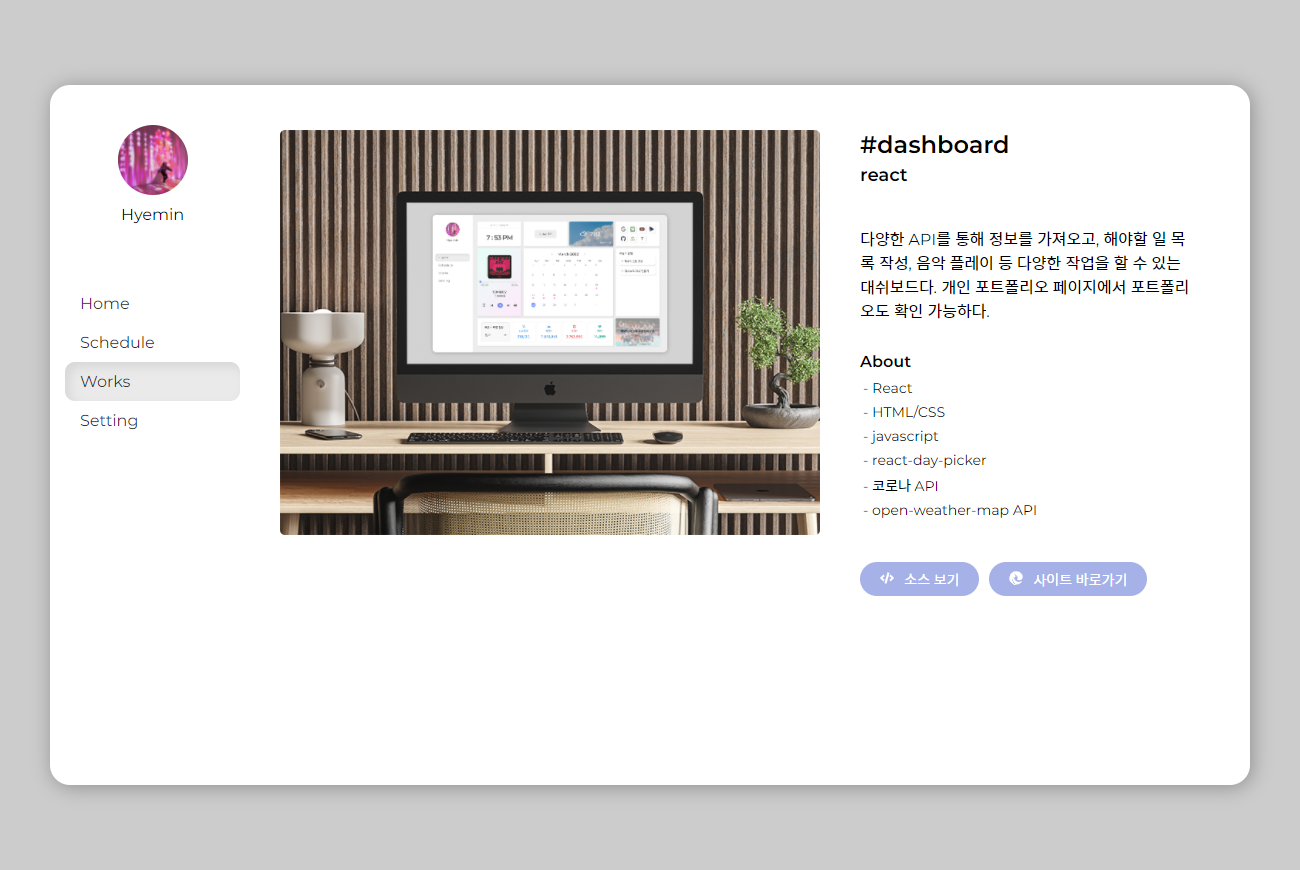 Hyemin
Home
Schedule
Works
Setting
7 : 53 PM
March 2022
#dashboard
react
다양한 API를 통해 정보를 가져오고, 해야할 일 목
록 작성, 음악 플레이 등 다양한 작업을 할 수 있는
대쉬보드다. 개인 포트폴리오 페이지에서 포트폴리
오도 확인 가능하다.
About
- React
- HTML/CSS
- javascript
- react-day-picker
- 코로나 API
- open-weather-map API
소스 보기
사이트 바로가기